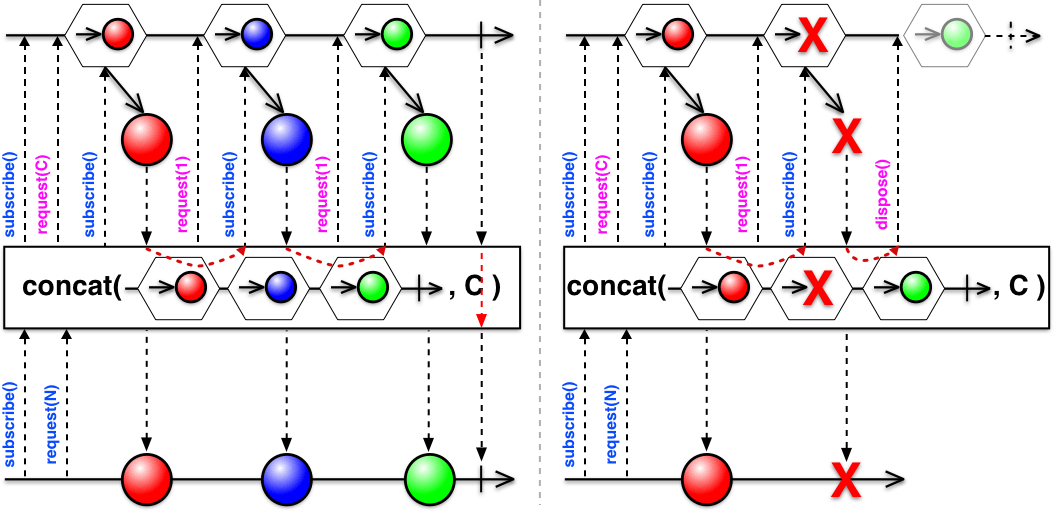 subscribe()
request(C)
subscribe()
request(1)
subscribe()
request(1)
subscribe()
concat(
, C )
subscribe()
request(N)
subscribe()
request(C)
subscribe()
X
X
request(1)
subscribe()
dispose()
concat(
X
, C )
subscribe()
request(N)
X